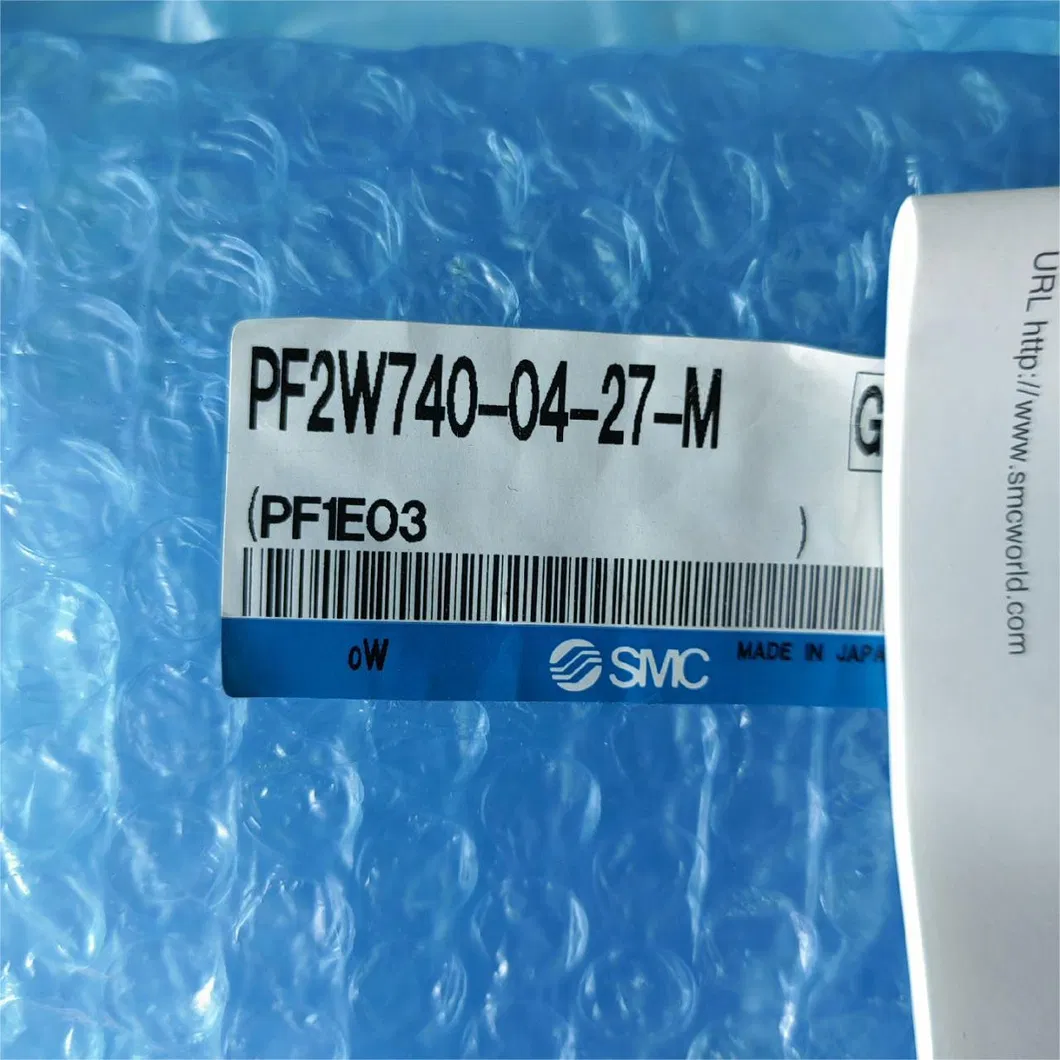 PF2W740-04-27-M
G
(PF1E03 )
oW
SMC
MADE IN JAPA
URL http://www.smcworld.com